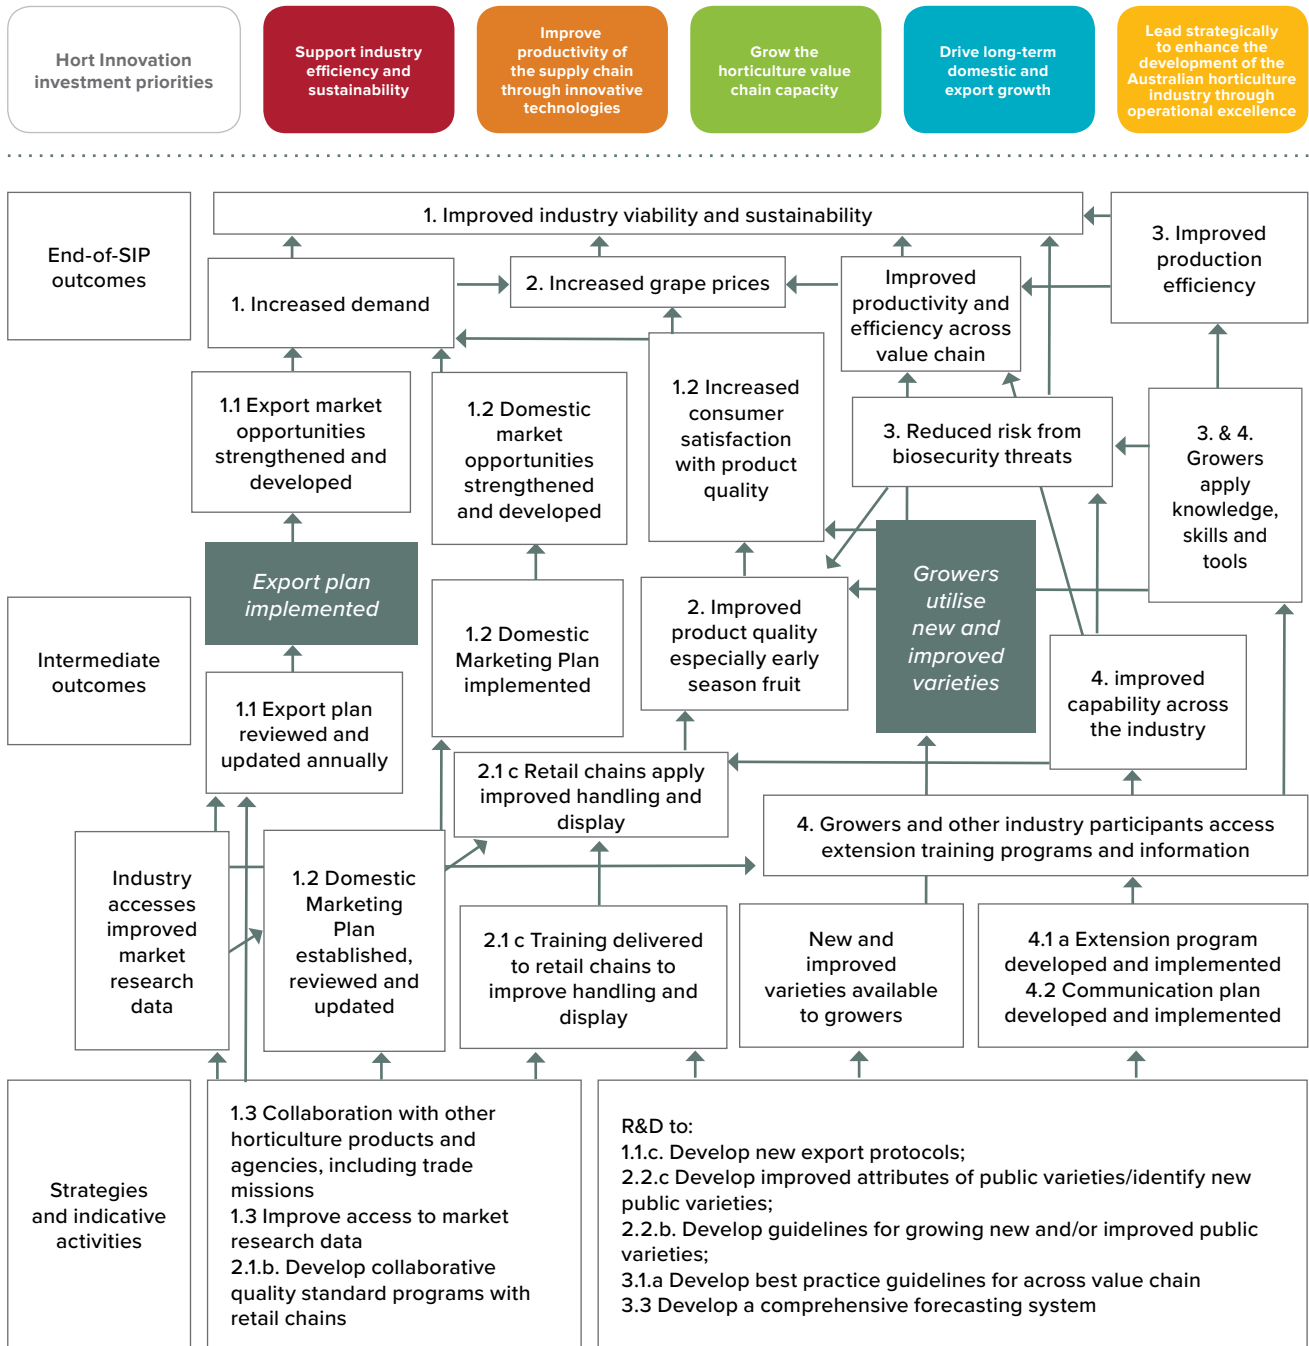 Hort Innovation
investment priorities
Support industry
efficiency and
sustainability
Improve
productivity of
the supply chain
through innovative
technologies
Grow the
horticulture value
chain capacity
Drive long-term
domestic and
export growth
Lead strategically
to enhance the
development of the
Australian horticulture
industry through
operational excellence
End-of-SIP
outcomes
1. Improved industry viability and sustainability
3. Improved
production
efficiency
1. Increased demand
2. Increased grape prices
Improved
productivity and
efficiency across
value chain
1.1 Export market
opportunities
strengthened and
developed
1.2 Domestic
market
opportunities
strengthened
and developed
1.2 Increased
consumer
satisfaction
with product
quality
3. Reduced risk from
biosecurity threats
3. & 4.
Growers
apply
knowledge,
skills and
tools
Export plan
implemented
Growers
utilise
new and
improved
varieties
Intermediate
outcomes
1.2 Domestic
Marketing Plan
implemented
2. Improved
product quality
especially early
season fruit
4. improved
capability across
the industry
1.1 Export plan
reviewed and
updated annually
2.1 c Retail chains apply
improved handling and
display
4. Growers and other industry participants access
extension training programs and information
Industry
accesses
improved
market
research
data
1.2 Domestic
Marketing
Plan
established,
reviewed and
updated
2.1 c Training delivered
to retail chains to
improve handling and
display
New and
improved
varieties available
to growers
4.1 a Extension program
developed and implemented
4.2 Communication plan
developed and implemented
Strategies
and indicative
activities
1.3 Collaboration with other
horticulture products and
agencies, including trade
missions
1.3 Improve access to market
research data
2.1.b. Develop collaborative
quality standard programs with
retail chains
R&D to:
1.1.c. Develop new export protocols;
2.2.c Develop improved attributes of public varieties/identify new
public varieties;
2.2.b. Develop guidelines for growing new and/or improved public
varieties;
3.1.a Develop best practice guidelines for across value chain
3.3 Develop a comprehensive forecasting system